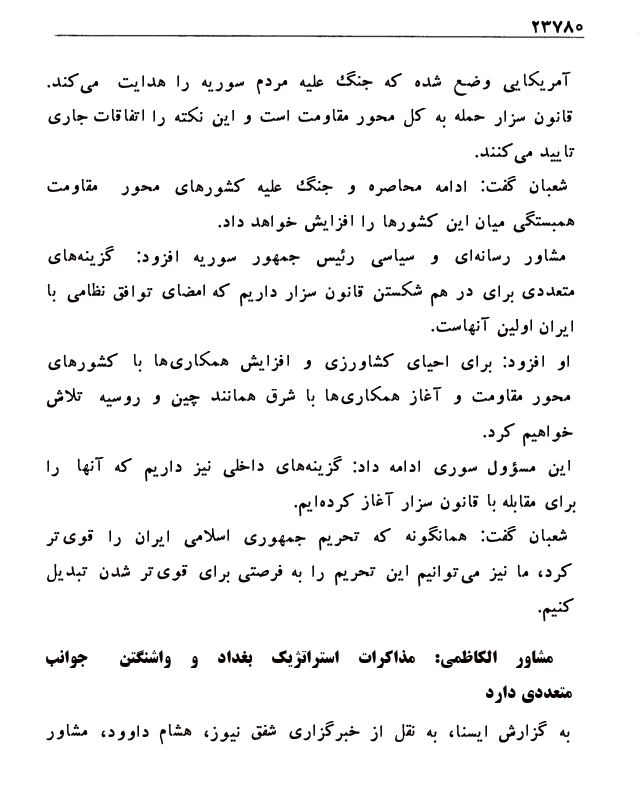 ۲۳۷۸۰
آمریکایی وضع شده که جنگ علیه مردم سوریه را هدایت می‌کند.
قانون سزار حمله به کل محور مقاومت است و این نکته را اتفاقات جاری
تایید می‌کنند.
شعبان گفت: ادامه محاصره و جنگ علیه کشورهای محور مقاومت
همبستگی میان این کشورها را افزایش خواهد داد.
مشاور رسانه‌ای و سیاسی رئیس جمهور سوریه افزود: گزینه‌های
متعددی برای در هم شکستن قانون سزار داریم که امضای توافق نظامی با
ایران اولین آنهاست.
او افزود: برای احیای کشاورزی و افزایش همکاری‌ها با کشورهای
محور مقاومت و آغاز همکاری‌ها با شرق همانند چین و روسیه تلاش
خواهیم کرد.
این مسؤول سوری ادامه داد: گزینه‌های داخلی نیز داریم که آنها را
برای مقابله با قانون سزار آغاز کرده‌ایم.
شعبان گفت: همانگونه که تحریم جمهوری اسلامی ایران را قوی‌تر
کرد، ما نیز می‌توانیم این تحریم را به فرصتی برای قوی‌تر شدن تبدیل
کنیم.
مشاور الکاظمی: مذاکرات استراتژیک بغداد و واشنگتن جوانب
متعددی دارد
به گزارش ایسنا، به نقل از خبرگزاری شفق نیوز، هشام داوود، مشاور